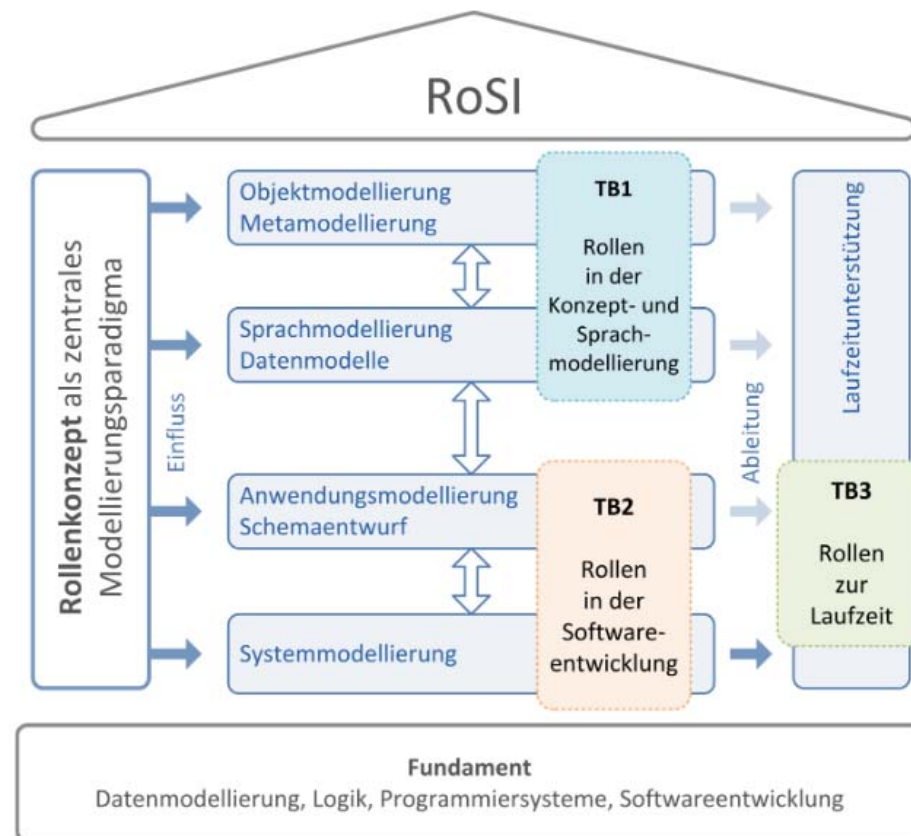 RoSI
Rollenkonzept als zentrales
Modellierungsparadigma
Einfluss
Objektmodellierung
Metamodellierung
Sprachmodellierung
Datenmodelle
Anwendungsmodellierung
Schemaentwurf
Systemmodellierung
TB1
Rollen
in der
Konzept- und
Sprach-
modellierung
TB2
Rollen
in der
Software-
entwicklung
Ableitung
Laufzeitunterstützung
TB3
Rollen
zur
Laufzeit
Fundament
Datenmodellierung, Logik, Programmiersysteme, Softwareentwicklung